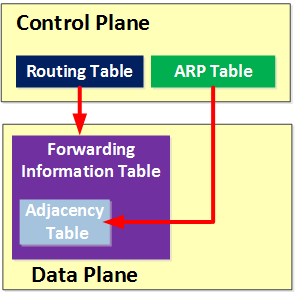 Control Plane
Routing Table
ARP Table
Forwarding
Information Table
Adjacency
Table
Data Plane